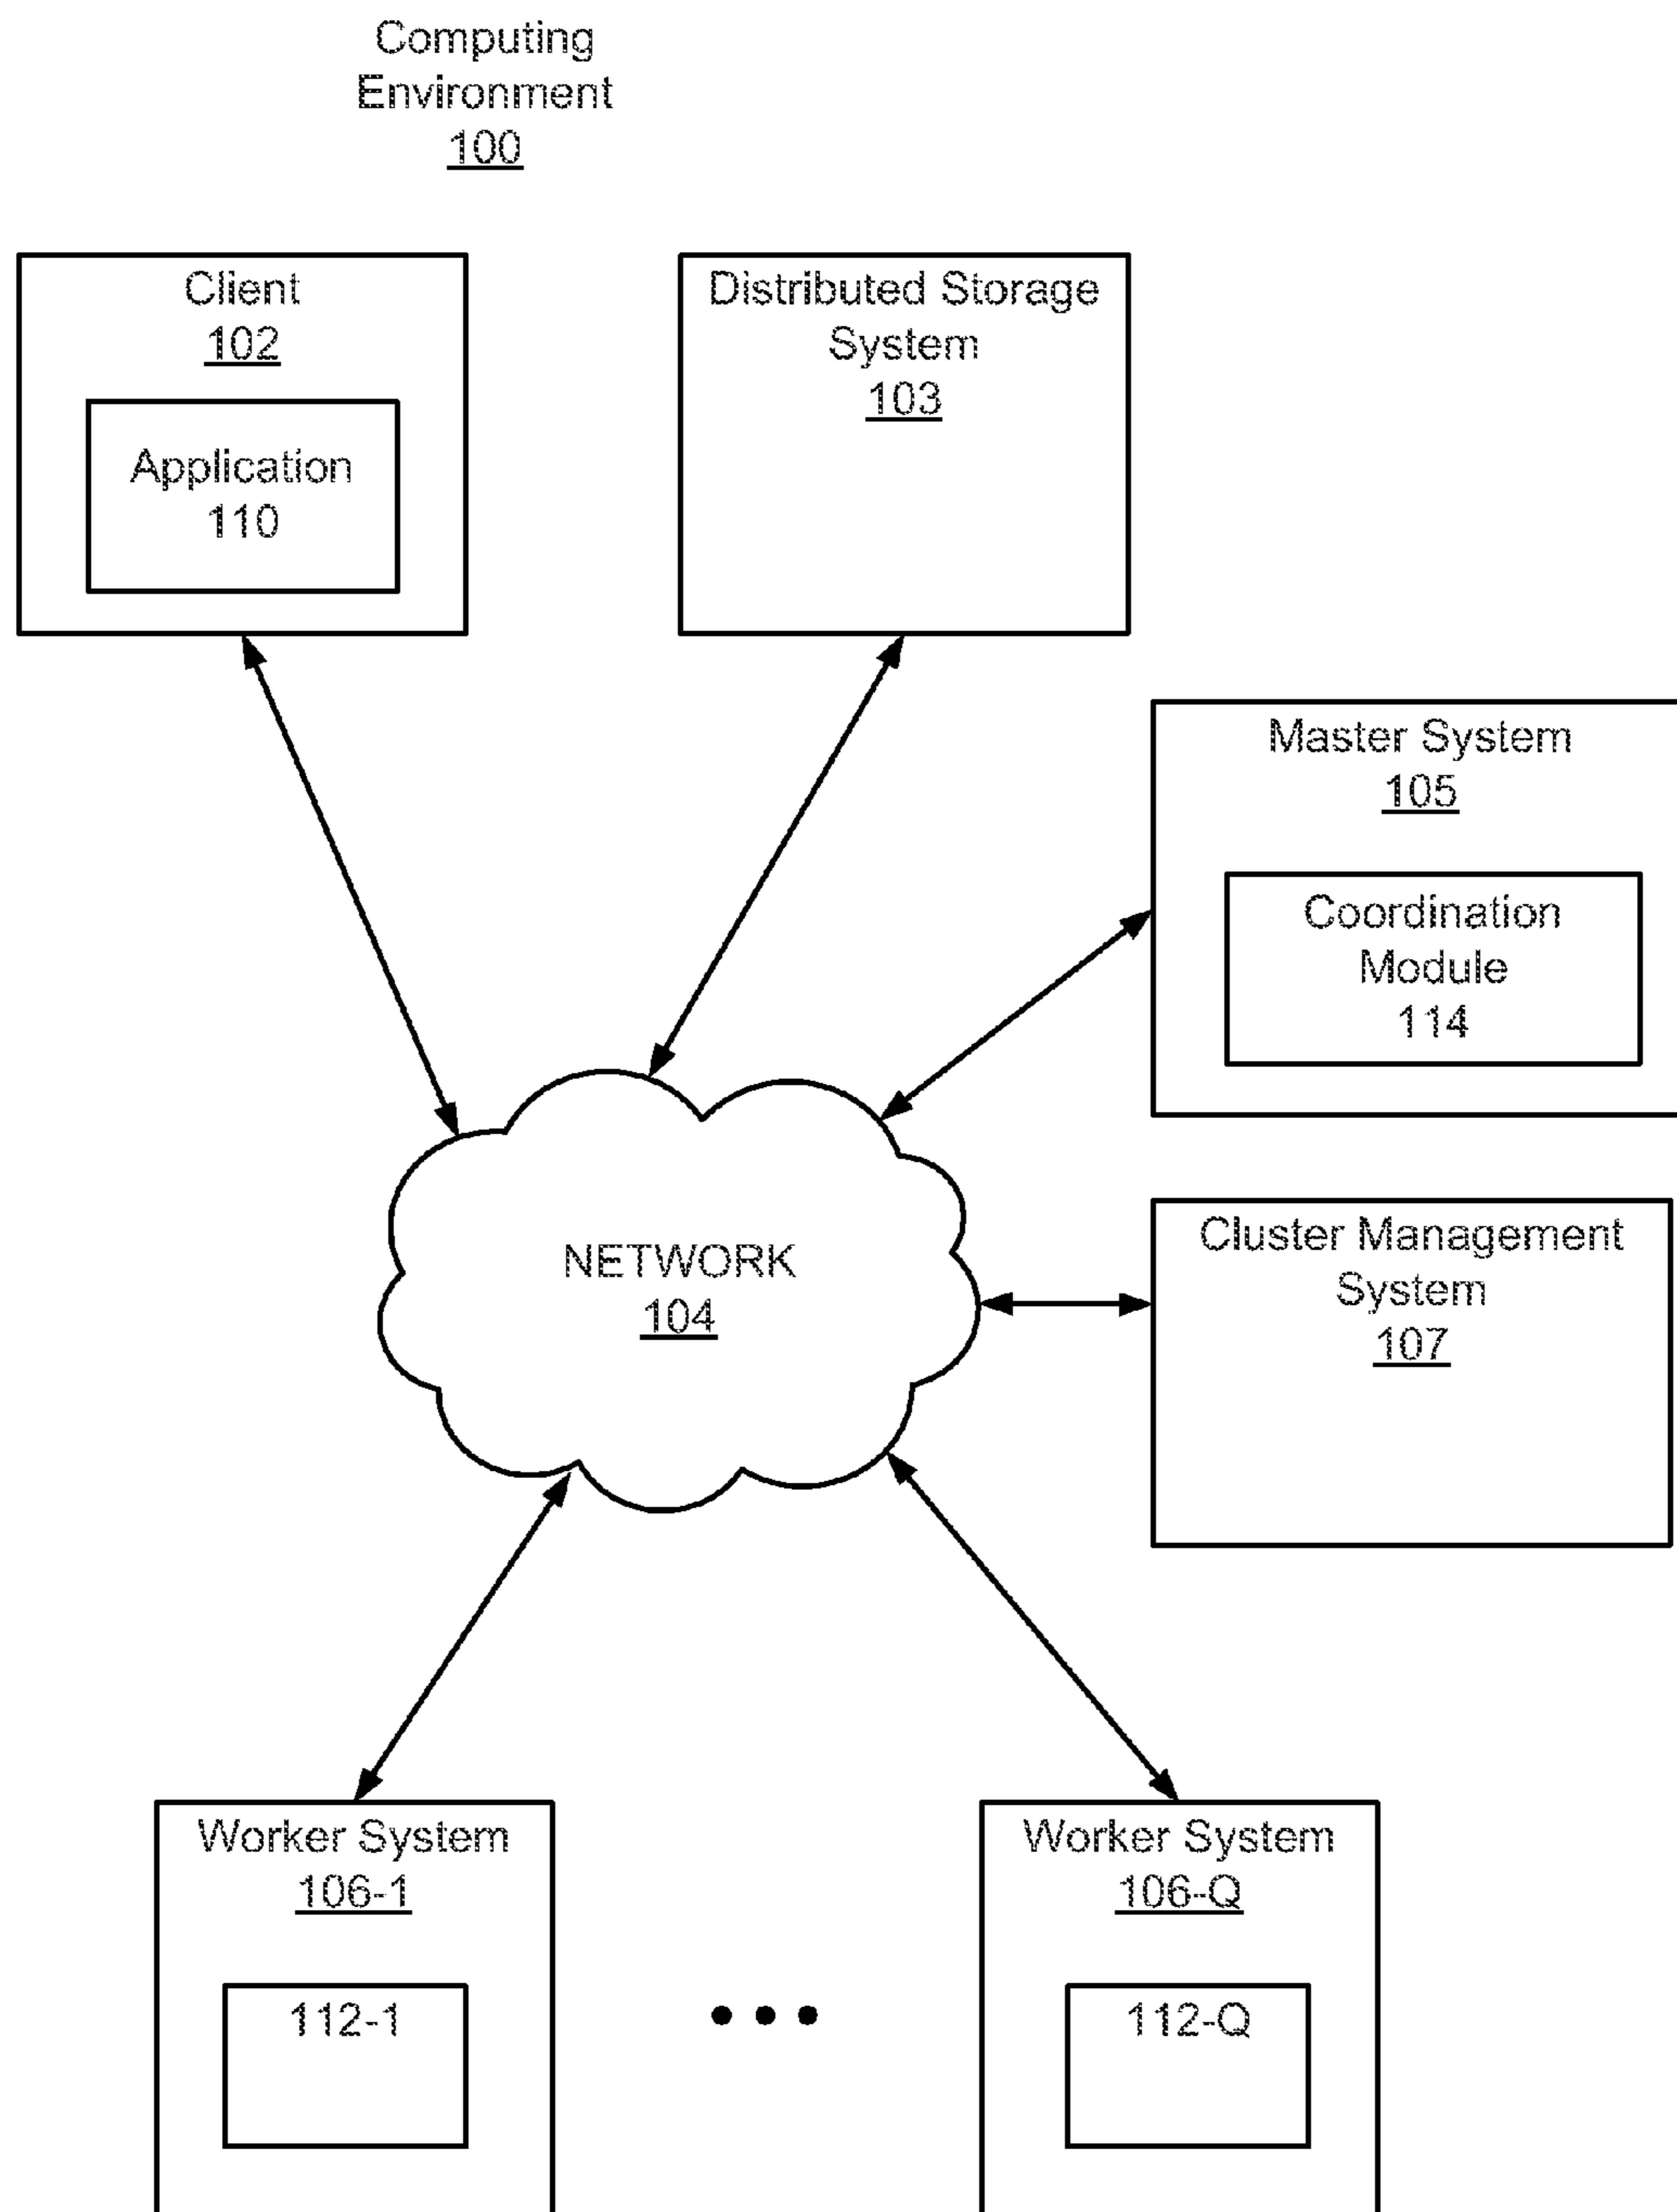 Computing
Environment
100
Client
102
Application
110
Distributed Storage
System
103
Master System
105
Coordination
Module
114
NETWORK
104
Cluster Management
System
107
Worker System
106-1
112-1
Worker System
106-Q
112-Q